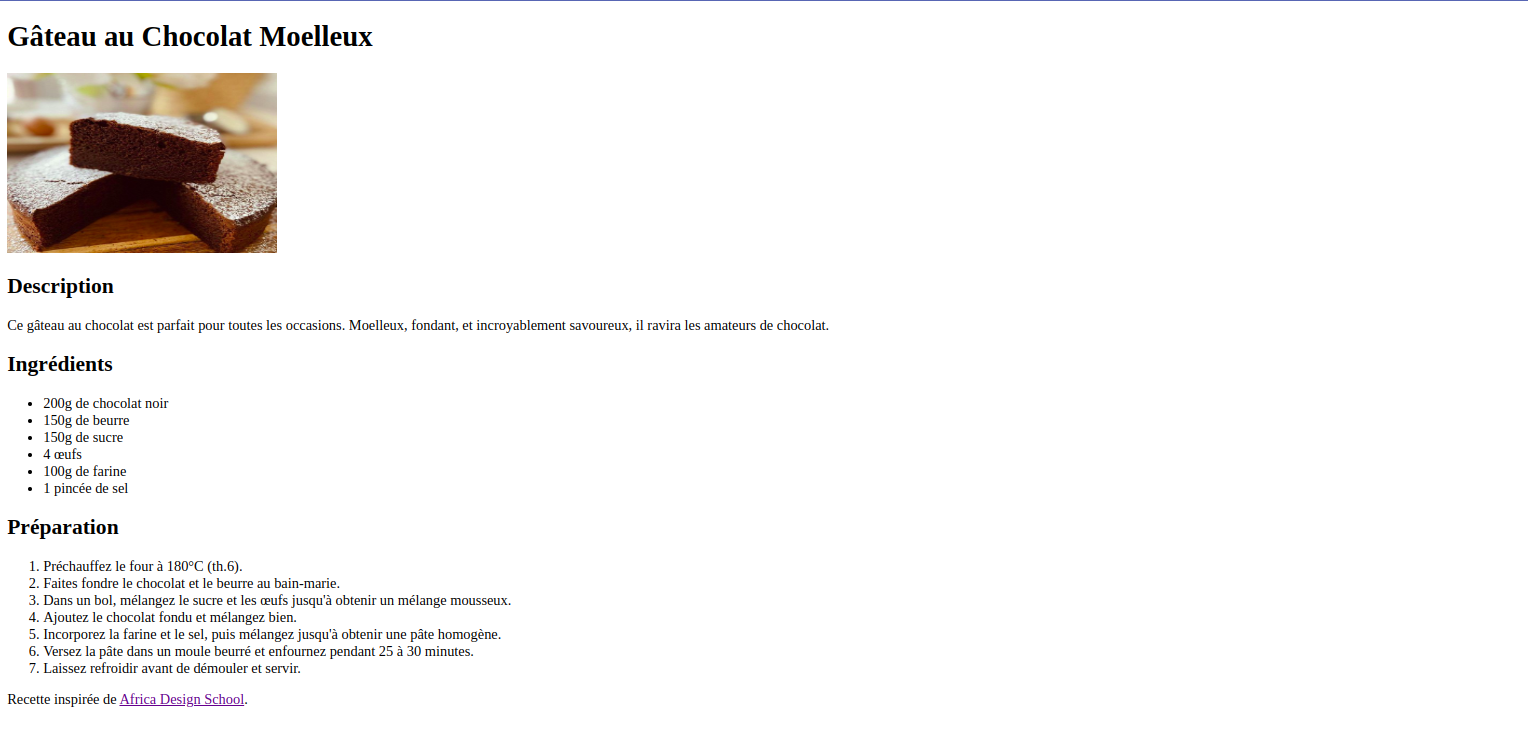 Gâteau au Chocolat Moelleux
Description
Ce gâteau au chocolat est parfait pour toutes les occasions. Moelleux, fondant, et incroyablement savoureux, il ravira les amateurs de chocolat.
Ingrédients
• 200g de chocolat noir
• 150g de beurre
• 150g de sucre
• 4 œufs
• 100g de farine
• 1 pincée de sel
Préparation
1. Préchauffez le four à 180°C (th.6).
2. Faites fondre le chocolat et le beurre au bain-marie.
3. Dans un bol, mélangez le sucre et les œufs jusqu'à obtenir un mélange mousseux.
4. Ajoutez le chocolat fondu et mélangez bien.
5. Incorporez la farine et le sel, puis mélangez jusqu'à obtenir une pâte homogène.
6. Versez la pâte dans un moule beurré et enfournez pendant 25 à 30 minutes.
7. Laissez refroidir avant de démouler et servir.
Recette inspirée de Africa Design School.